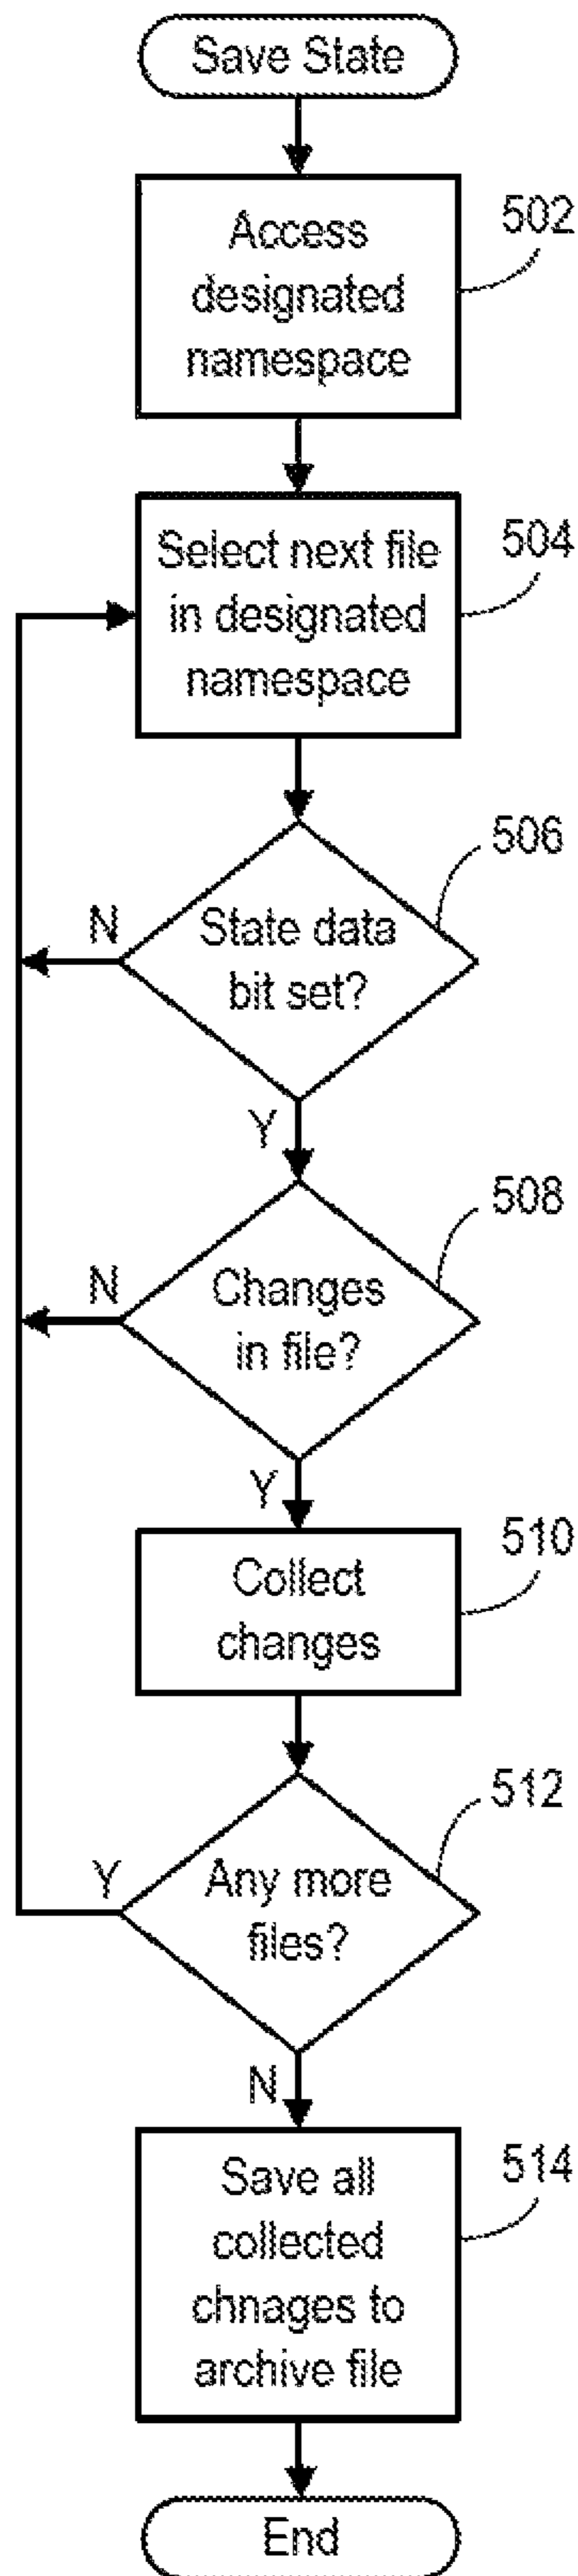 Save State
Access
designated
namespace
502
Select next file
in designated
namespace
504
506
State data
bit set?
N
Y
508
Changes
in file?
N
Y
Collect
changes
510
512
Any more
files?
Y
N
Save all
collected
chnages to
archive file
514
End